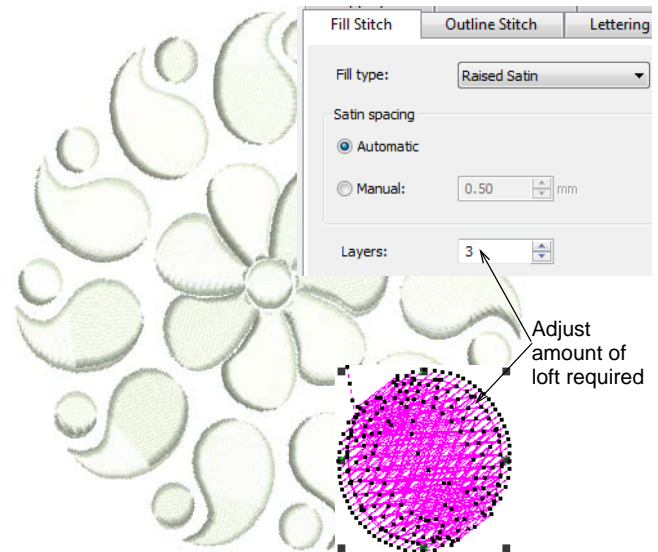 Fill Stitch
Outline Stitch
Lettering
Fill type:
Raised Satin
Satin spacing
Automatic
Manual:
0.50
mm
Layers:
3
Adjust
amount of
loft required